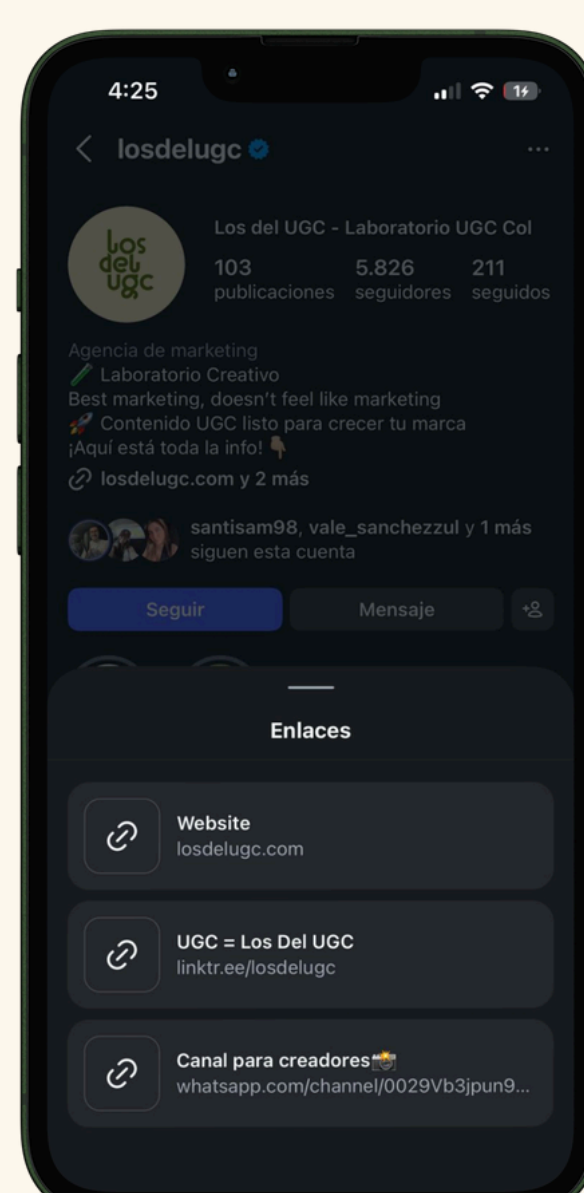 4:25
1
losdelugc
Los del UGC - Laboratorio UGC Col
los
del
ugc
103 5.826 211
publicaciones seguidores seguidos
Agencia de marketing
🧪 Laboratorio Creativo
Best marketing, doesn't feel like marketing
🚀 Contenido UGC listo para crecer tu marca
¡Aquí está toda la info! 👇🏼
losdelugc.com y 2 más
santisam98, vale_sanchezzul y 1 más
siguen esta cuenta
Seguir Mensaje
Enlaces
Website
losdelugc.com
UGC = Los Del UGC
linktr.ee/losdelugc
Canal para creadores📸
whatsapp.com/channel/0029Vb3jpun9...